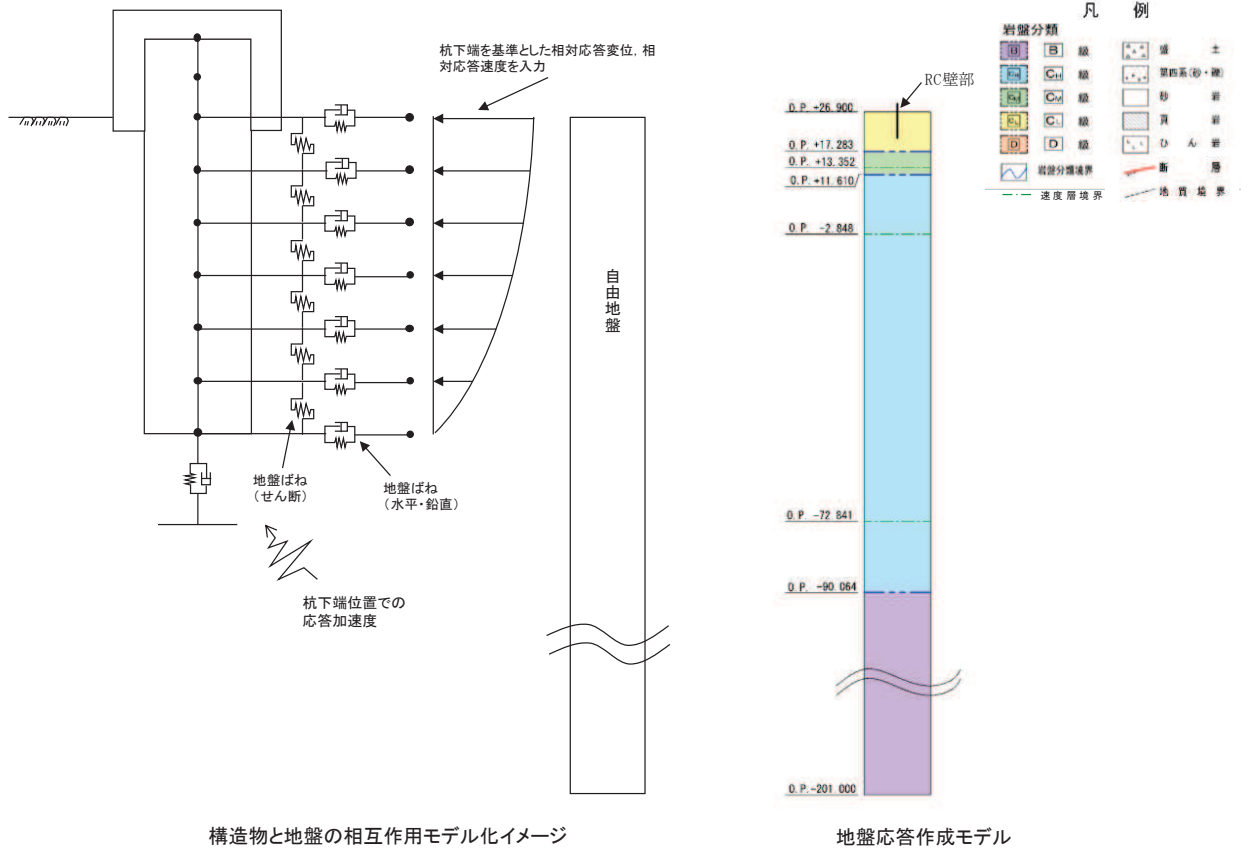 杭下端を基準とした相対応答変位，相
対応答速度を入力
自由地盤
地盤ばね
（せん断）
地盤ばね
（水平・鉛直）
杭下端位置での
応答加速度
構造物と地盤の相互作用モデル化イメージ
RC壁部
O.P. +26.900
O.P. +17.283
O.P. +13.352
O.P. +11.610
O.P. -2.848
O.P. -72.841
O.P. -90.064
O.P. -201.000
地盤応答作成モデル
凡 例
岩盤分類
B B 級
CH CH 級
CM CM 級
CL CL 級
D D 級
岩盤分類境界
速度層境界
盛 土
第四系(砂・礫)
砂 岩
頁 岩
ひん岩
断 層
地質境界